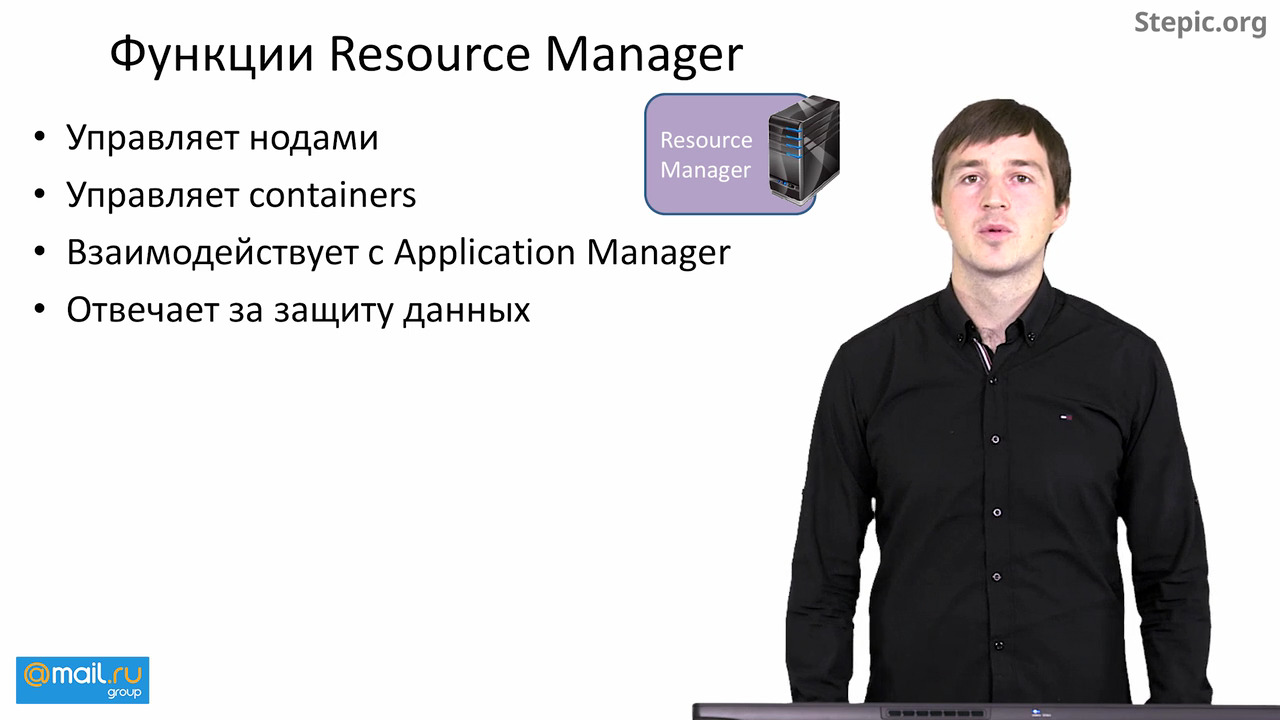 Stepic.org
Функции Resource Manager
• Управляет нодами
• Управляет containers
• Взаимодействует с Application Manager
• Отвечает за защиту данных
Resource
Manager
@mail.ru
group